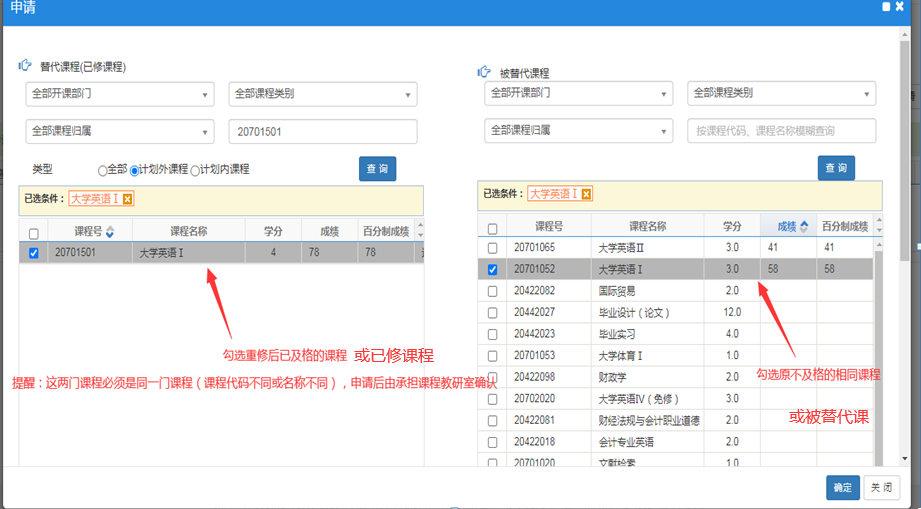 申请
替代课程(已修课程)
全部开课部门
全部课程类别
全部课程归属
20701501
类型
全部
计划外课程
计划内课程
查 询
已选条件：
大学英语Ⅰ
课程号 课程名称 学分 成绩 百分制成绩
20701501 大学英语Ⅰ 4 78 78
勾选重修后已及格的课程 或已修课程
提醒：这两门课程必须是同一门课程（课程代码不同或名称不同），申请后由承担课程教研室确认
被替代课程
全部开课部门
全部课程类别
全部课程归属
按课程代码、课程名称模糊查询
查 询
已选条件：
大学英语Ⅰ
课程号 课程名称 学分 成绩 百分制成绩
20701065 大学英语Ⅱ 3.0 41 41
20701052 大学英语Ⅰ 3.0 58 58
20422082 国际贸易 2.0
20442027 毕业设计（论文） 12.0
20442023 毕业实习 4.0
20701053 大学体育Ⅰ 1.0
20422098 财政学 2.0
20702020 大学英语Ⅳ（免修） 3.0
20422081 财经法规与会计职业道德 2.0
20422018 会计专业英语 2.0
20701020 文献检索 1.0
勾选原不及格的相同课程
或被替代课
确定
关 闭